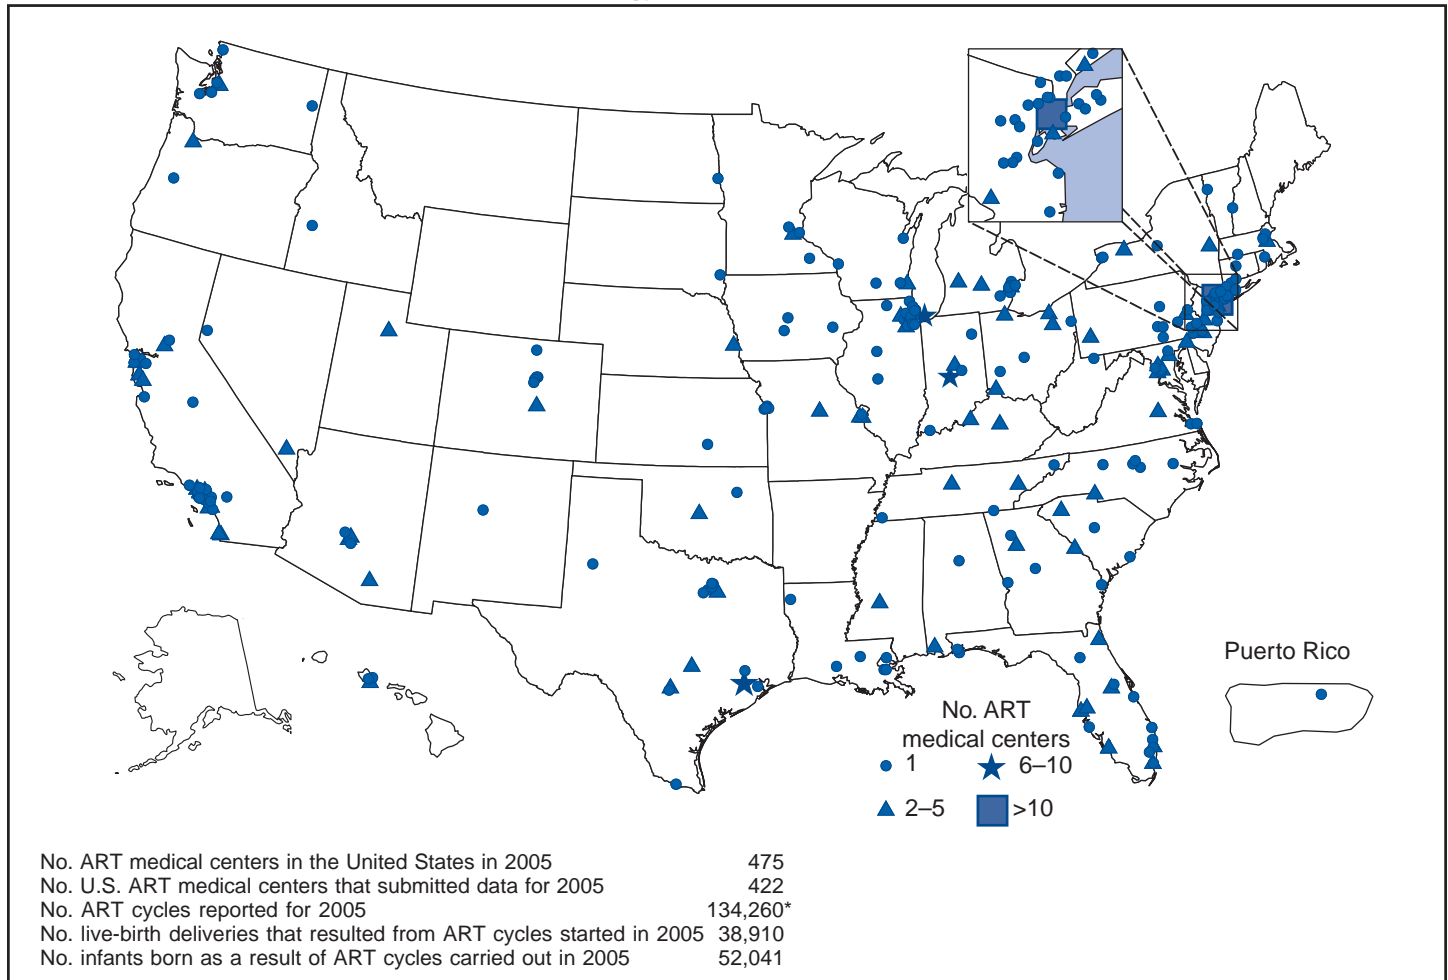 Puerto Rico
No. ART
medical centers
1
6–10
2–5
>10
No. ART medical centers in the United States in 2005 475
No. U.S. ART medical centers that submitted data for 2005 422
No. ART cycles reported for 2005 134,260*
No. live-birth deliveries that resulted from ART cycles started in 2005 38,910
No. infants born as a result of ART cycles carried out in 2005 52,041